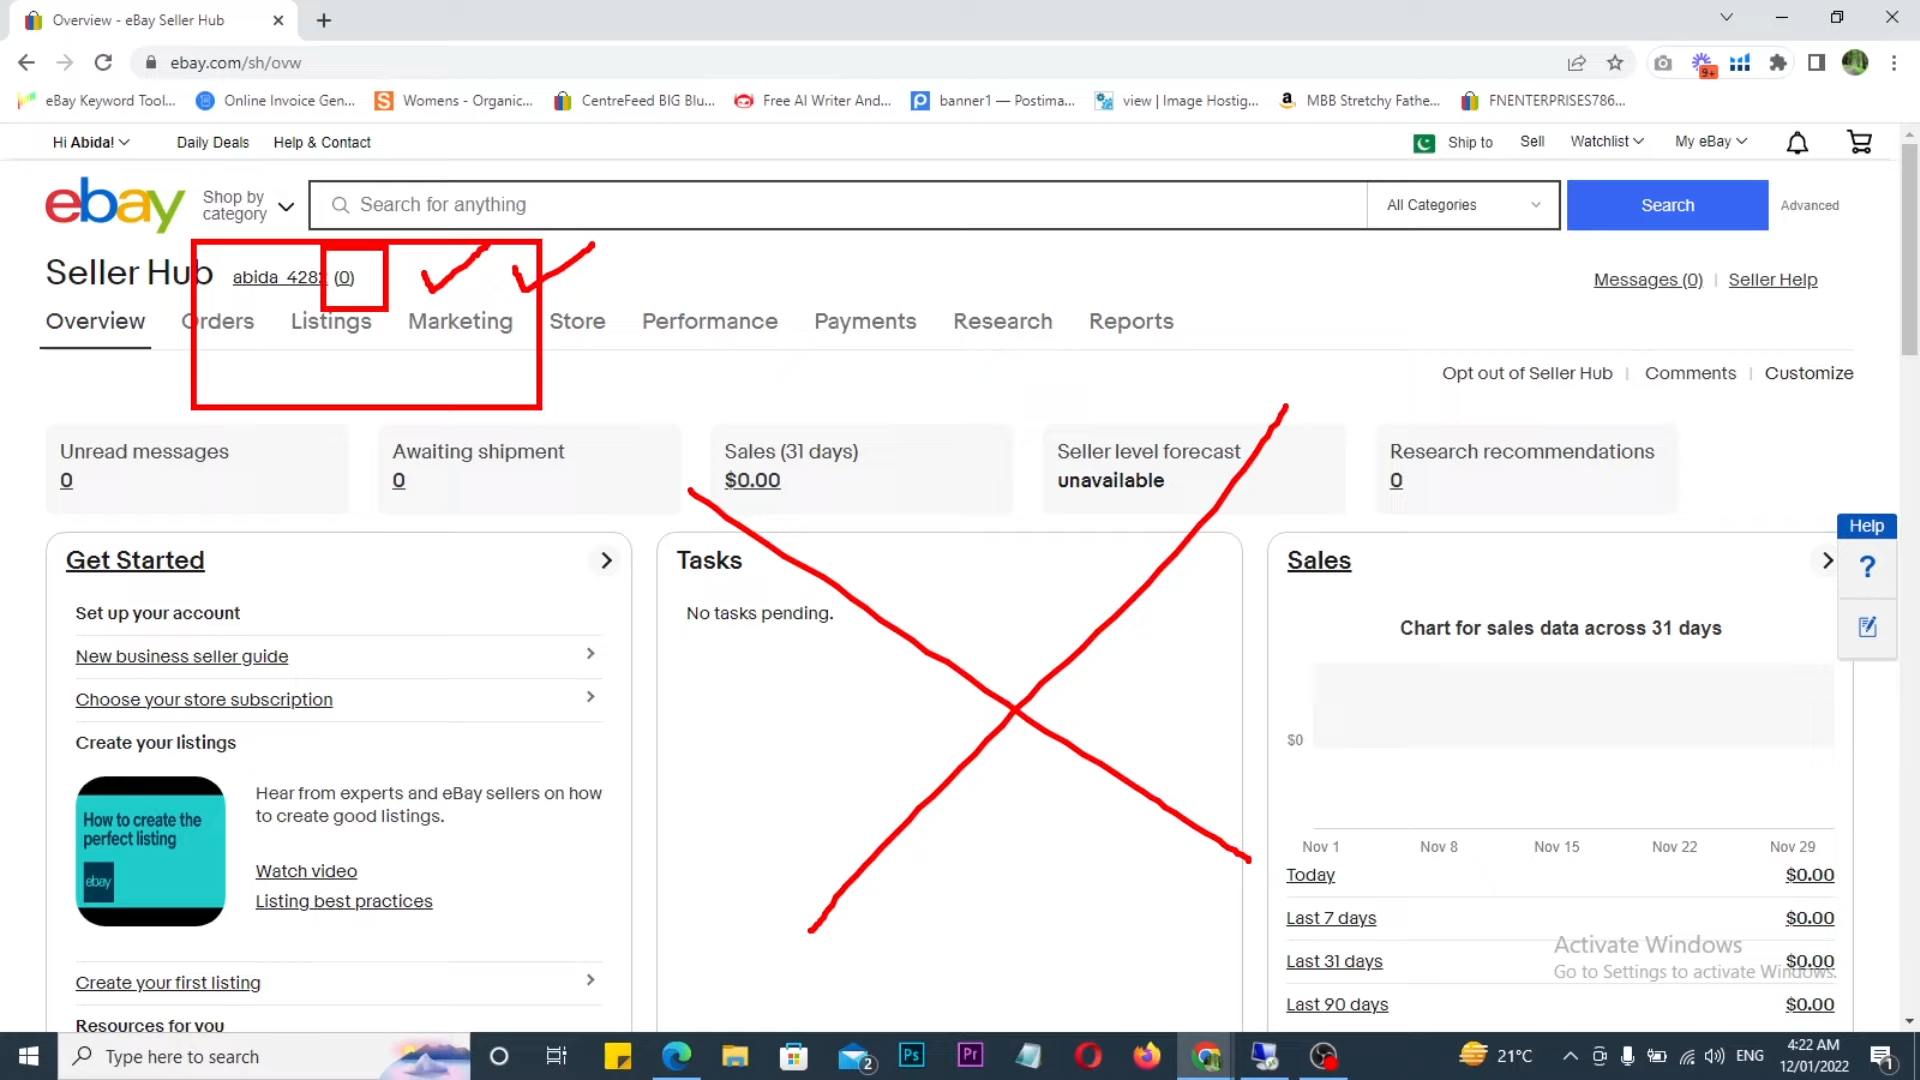 Overview - eBay Seller Hub
ebay.com/sh/ovw
9+
eBay Keyword Tool...
Online Invoice Gen...
Womens - Organic...
CentreFeed BIG Blu...
Free AI Writer And...
banner1 — Postima...
view | Image Hostig...
MBB Stretchy Fathe...
FNENTERPRISES786...
Hi Abida!
Daily Deals
Help & Contact
Ship to
Sell
Watchlist
My eBay
ebay
Shop by
category
Search for anything
All Categories
Search
Advanced
Seller Hub
(0)
Messages (0) | Seller Help
Overview
Orders
Listings
Marketing
Store
Performance
Payments
Research
Reports
Opt out of Seller Hub | Comments | Customize
Unread messages
0
Awaiting shipment
0
Sales (31 days)
$0.00
Seller level forecast
unavailable
Research recommendations
0
Help
?
Get Started
Set up your account
New business seller guide
Choose your store subscription
Create your listings
How to create the
perfect listing
ebay
Hear from experts and eBay sellers on how
to create good listings.
Watch video
Listing best practices
Create your first listing
Resources for you
Tasks
No tasks pending.
Sales
Chart for sales data across 31 days
$0
Nov 1
Nov 8
Nov 15
Nov 22
Nov 29
Today $0.00
Last 7 days $0.00
Last 31 days $0.00
Last 90 days $0.00
Activate Windows
Go to Settings to activate Windows.
Type here to search
2
Ps
Pr
21°C
ENG
4:22 AM
12/01/2022
1